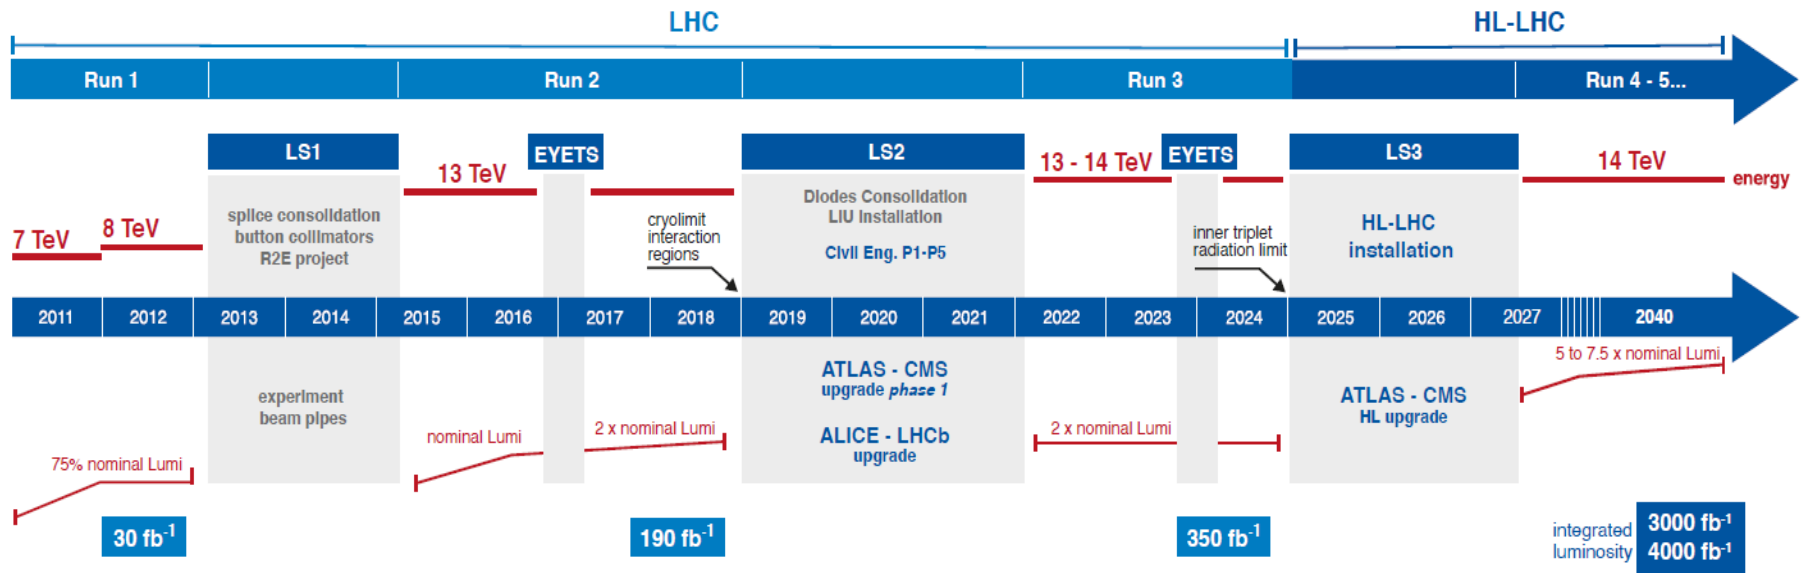 LHC
HL-LHC
Run 1
Run 2
Run 3
Run 4 - 5...
LS1
EYETS
LS2
EYETS
LS3
13 TeV
13 - 14 TeV
14 TeV
energy
7 TeV
8 TeV
splice consolidation
button collimators
R2E project
cryolimit
interaction
regions
Diodes Consolidation
LIU Installation
Civil Eng. P1-P5
inner triplet
radiation limit
HL-LHC
installation
2011
2012
2013
2014
2015
2016
2017
2018
2019
2020
2021
2022
2023
2024
2025
2026
2027
2040
75% nominal Lumi
experiment
beam pipes
nominal Lumi
2 x nominal Lumi
ATLAS - CMS
upgrade phase 1
ALICE - LHCb
upgrade
2 x nominal Lumi
ATLAS - CMS
HL upgrade
5 to 7.5 x nominal Lumi
30 fb-1
190 fb-1
350 fb-1
integrated
luminosity
3000 fb-1
4000 fb-1